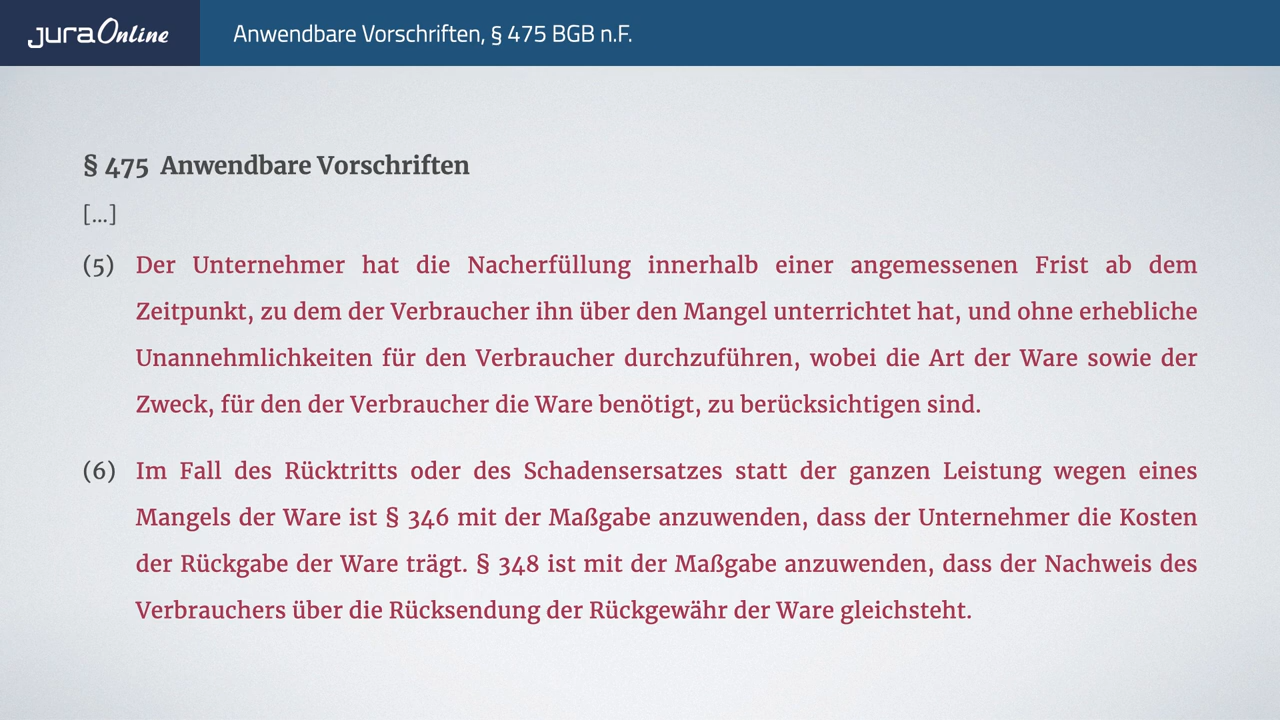 juraOnline
Anwendbare Vorschriften, § 475 BGB n.F.
§ 475 Anwendbare Vorschriften
[...]
(5) Der Unternehmer hat die Nacherfüllung innerhalb einer angemessenen Frist ab dem
Zeitpunkt, zu dem der Verbraucher ihn über den Mangel unterrichtet hat, und ohne erhebliche
Unannehmlichkeiten für den Verbraucher durchzuführen, wobei die Art der Ware sowie der
Zweck, für den der Verbraucher die Ware benötigt, zu berücksichtigen sind.
(6) Im Fall des Rücktritts oder des Schadensersatzes statt der ganzen Leistung wegen eines
Mangels der Ware ist § 346 mit der Maßgabe anzuwenden, dass der Unternehmer die Kosten
der Rückgabe der Ware trägt. § 348 ist mit der Maßgabe anzuwenden, dass der Nachweis des
Verbrauchers über die Rücksendung der Rückgewähr der Ware gleichsteht.